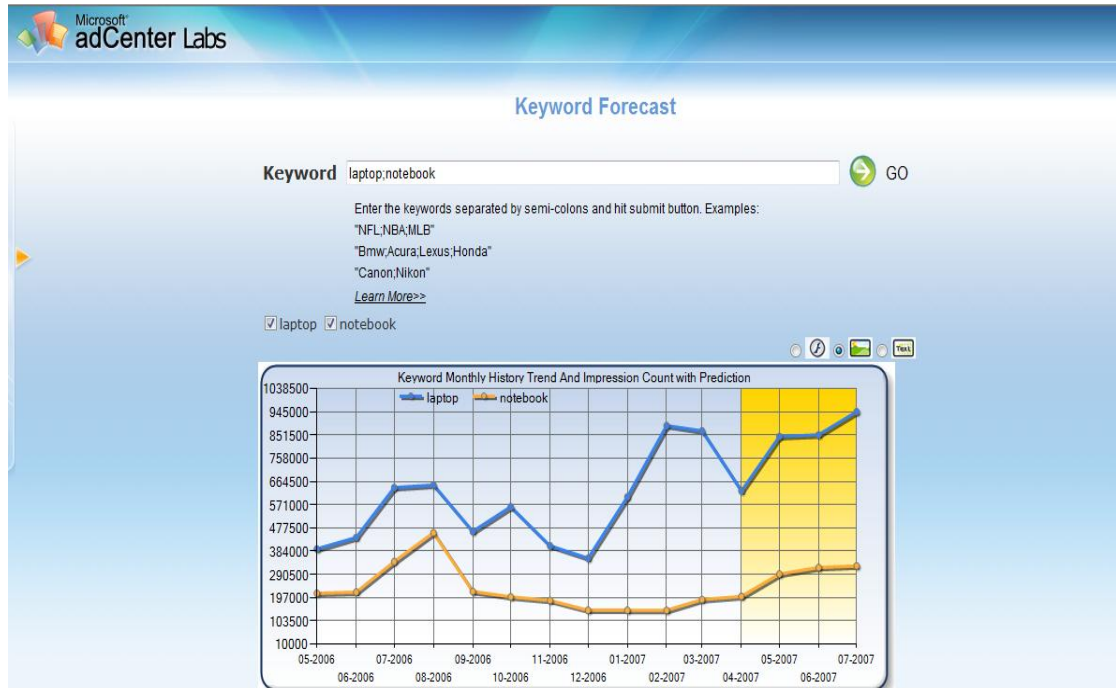 Microsoft®
adCenter Labs
Keyword Forecast
Keyword laptop;notebook GO
Enter the keywords separated by semi-colons and hit submit button. Examples:
"NFL;NBA;MLB"
"Bmw;Acura;Lexus;Honda"
"Canon;Nikon"
Learn More>>
laptop notebook
Text
Keyword Monthly History Trend And Impression Count with Prediction
laptop notebook
1038500
945000
851500
758000
664500
571000
477500
384000
290500
197000
103500
10000
05-2006 07-2006 09-2006 11-2006 01-2007 03-2007 05-2007 07-2007
06-2006 08-2006 10-2006 12-2006 02-2007 04-2007 06-2007